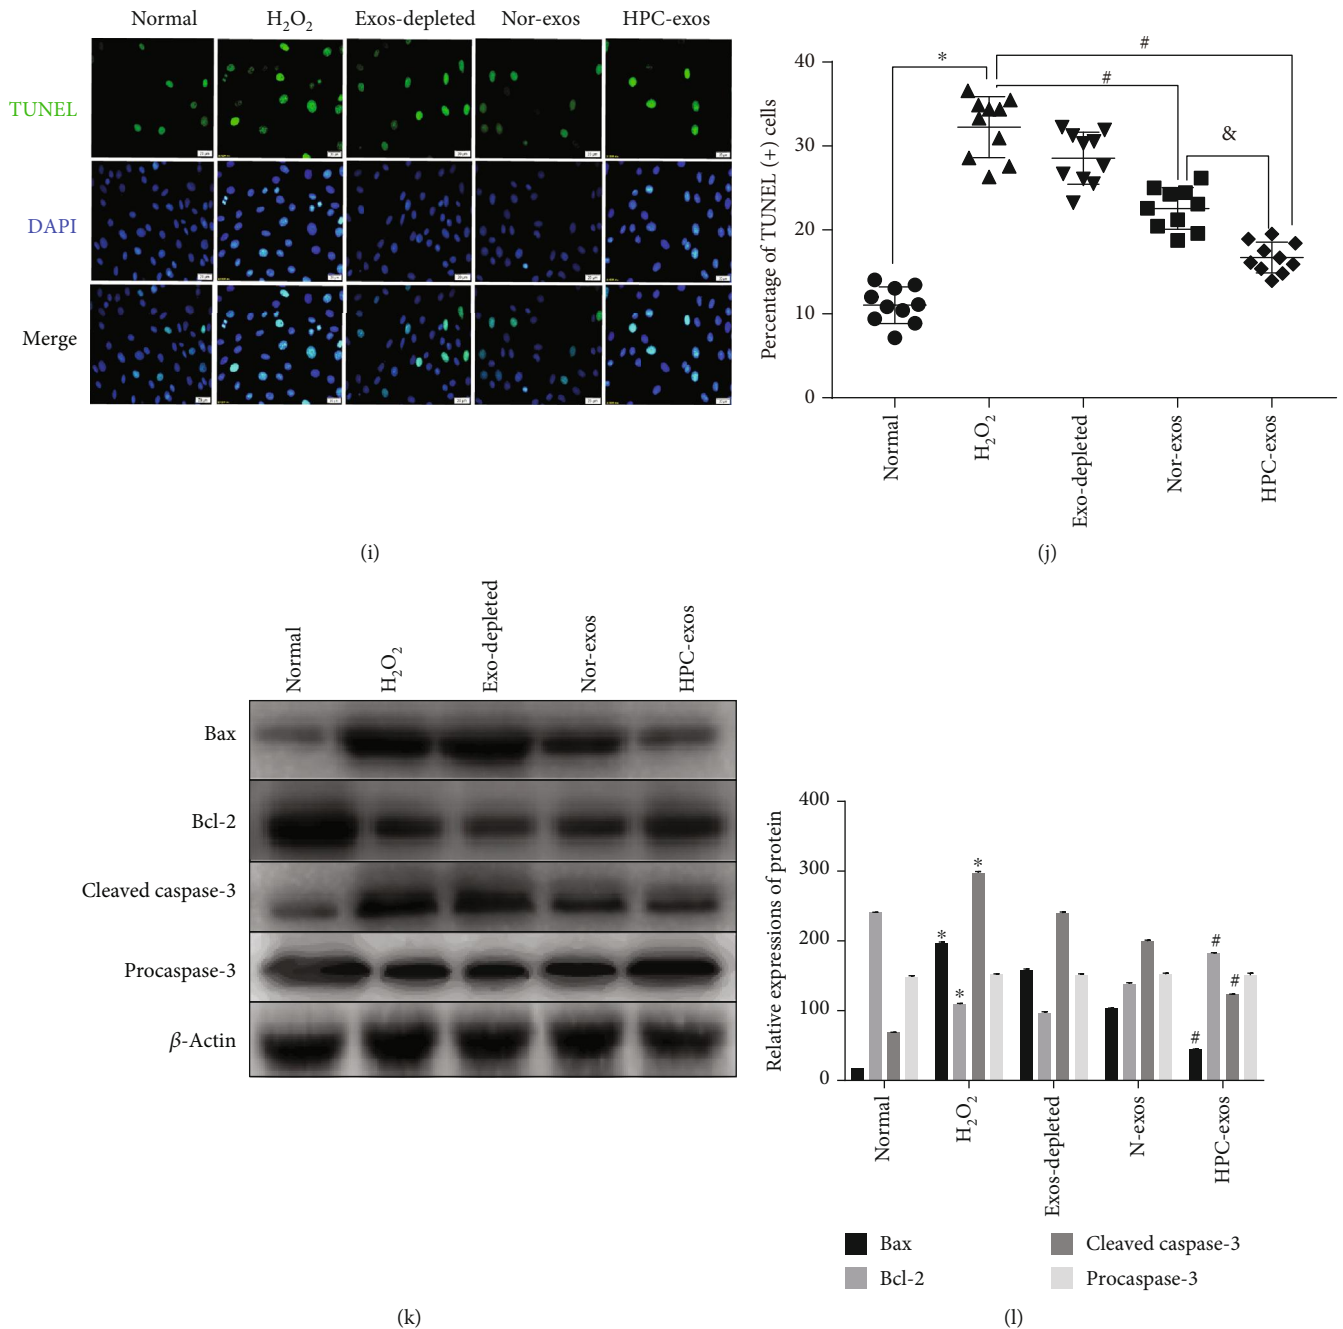 Normal H₂O₂ Exos-depleted Nor-exos HPC-exos
TUNEL
DAPI
Merge
(i)
Percentage of TUNEL (+) cells
40
30
20
10
0
*
#
#
&
Normal
H₂O₂
Exo-depleted
Nor-exos
HPC-exos
(j)
Normal
H₂O₂
Exo-depleted
Nor-exos
HPC-exos
Bax
Bcl-2
Cleaved caspase-3
Procaspase-3
β-Actin
(k)
Relative expressions of protein
400
300
200
100
0
*
*
*
#
#
#
Normal
H₂O₂
Exos-depleted
N-exos
HPC-exos
Bax
Bcl-2
Cleaved caspase-3
Procaspase-3
(l)